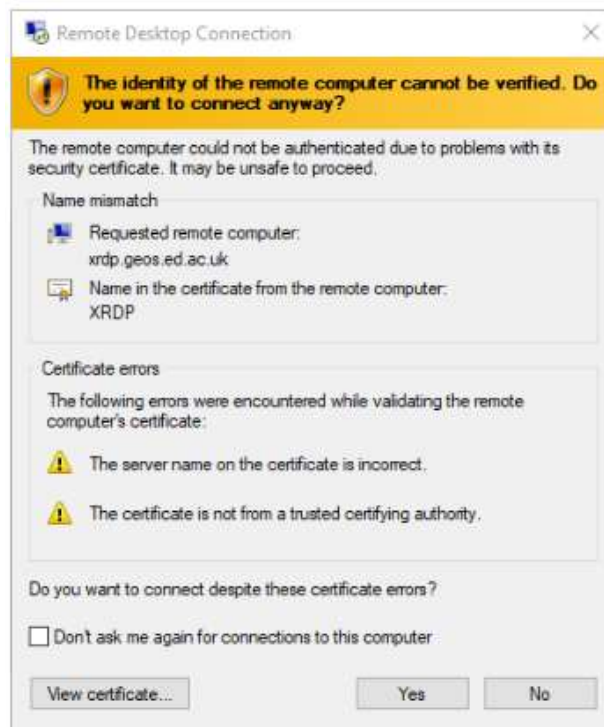 Remote Desktop Connection
The identity of the remote computer cannot be verified. Do
you want to connect anyway?
The remote computer could not be authenticated due to problems with its
security certificate. It may be unsafe to proceed.
Name mismatch
Requested remote computer:
xrdp.geos.ed.ac.uk
Name in the certificate from the remote computer:
XRDP
Certificate errors
The following errors were encountered while validating the remote
computer's certificate:
The server name on the certificate is incorrect.
The certificate is not from a trusted certifying authority.
Do you want to connect despite these certificate errors?
Don't ask me again for connections to this computer
View certificate... Yes No